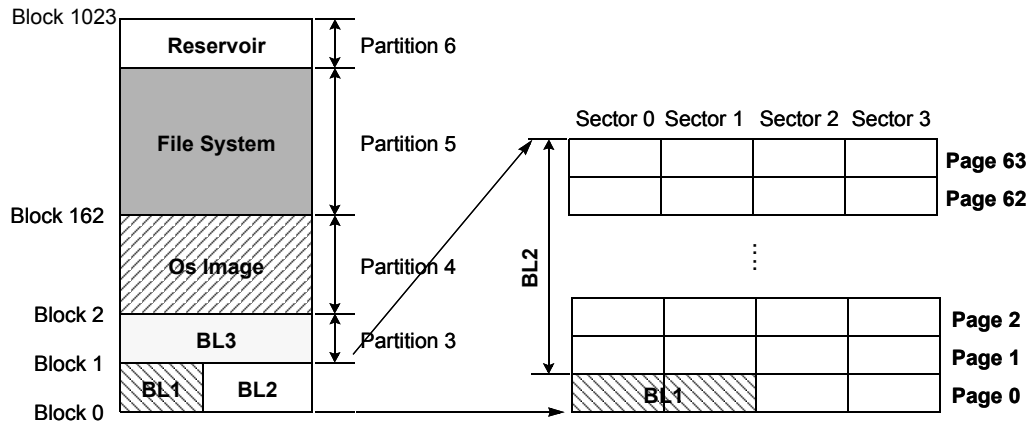 Block 1023
Reservoir
Partition 6
File System
Partition 5
Block 162
Os Image
Partition 4
Block 2
BL3
Partition 3
Block 1
BL1
BL2
Block 0
Sector 0 Sector 1 Sector 2 Sector 3
Page 63
Page 62
BL2
Page 2
Page 1
BL1
Page 0